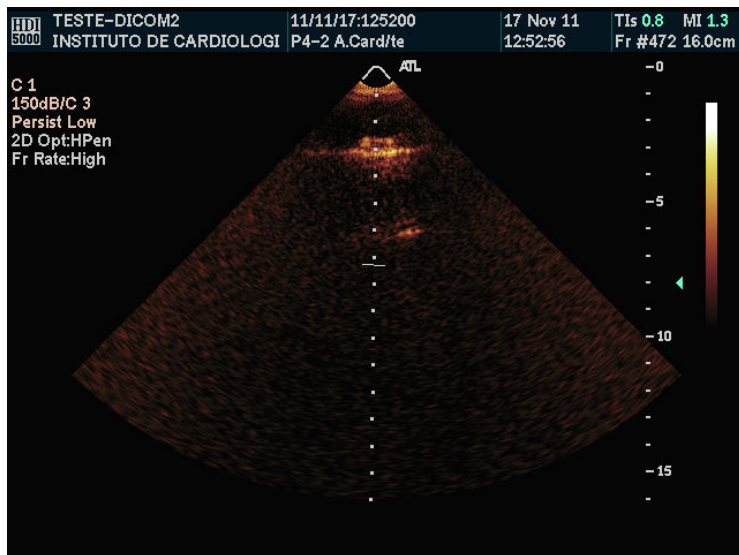 HDI 5000
TESTE-DICOM2 11/11/17:125200 17 Nov 11 TIs 0.8 MI 1.3
INSTITUTO DE CARDIOLOGI P4-2 A.Card/te 12:52:56 Fr #472 16.0cm
ATL
C 1
150dB/C 3
Persist Low
2D Opt:HPen
Fr Rate:High
0
5
10
15